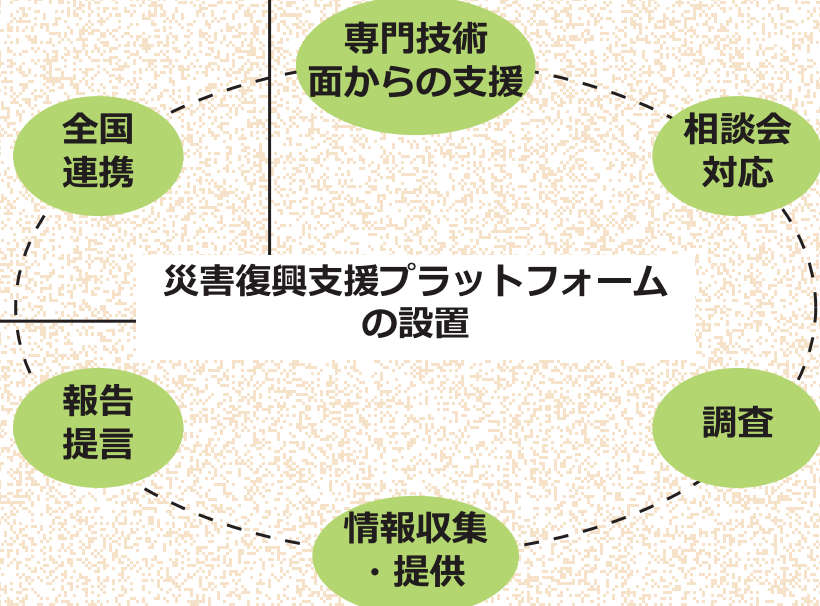 専門技術
面からの支援
全国
連携
相談会
対応
災害復興支援プラットフォーム
の設置
報告
提言
調査
情報収集
・提供